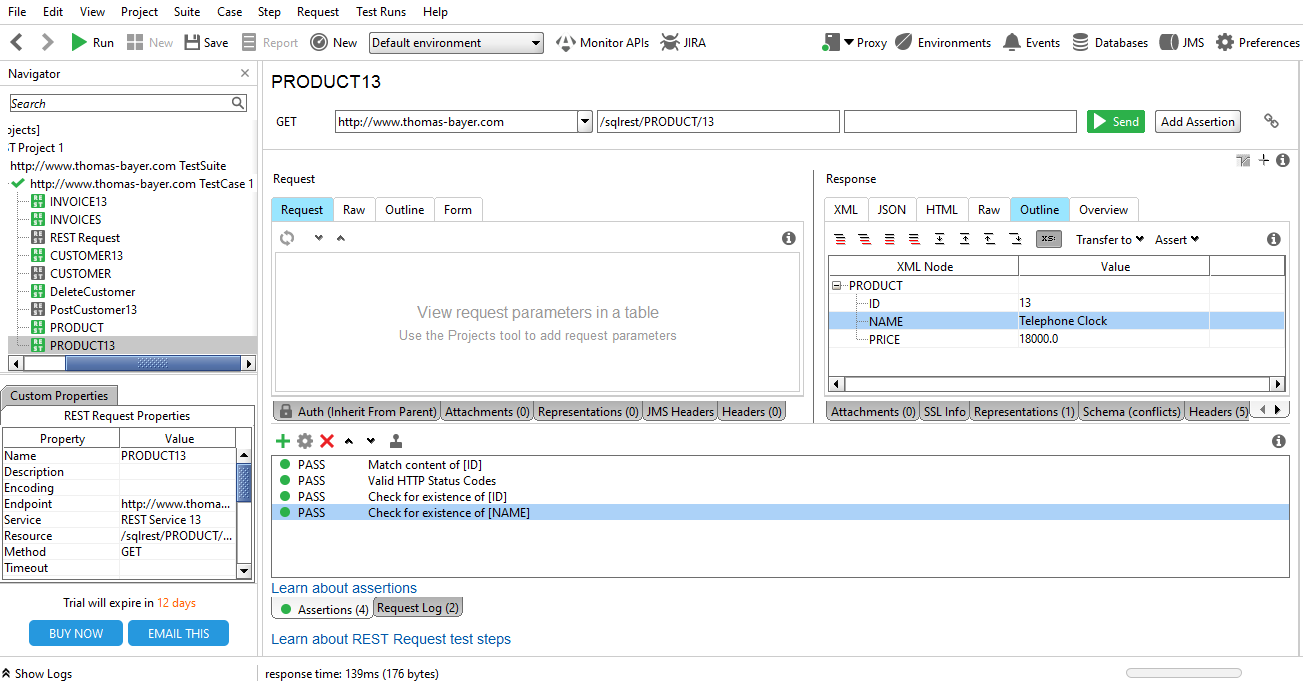 File Edit View Project Suite Case Step Request Test Runs Help
Run New Save Report New Default environment Monitor APIs JIRA Proxy Environments Events Databases JMS Preferences
Navigator
Search
ojects]
T Project 1
http://www.thomas-bayer.com TestSuite
http://www.thomas-bayer.com TestCase 1
INVOICE13
INVOICES
REST Request
CUSTOMER13
CUSTOMER
DeleteCustomer
PostCustomer13
PRODUCT
PRODUCT13
Custom Properties
REST Request Properties
Property Value
Name PRODUCT13
Description
Encoding
Endpoint http://www.thoma...
Service REST Service 13
Resource /sqlrest/PRODUCT/...
Method GET
Timeout
Trial will expire in 12 days
BUY NOW EMAIL THIS
PRODUCT13
GET http://www.thomas-bayer.com /sqlrest/PRODUCT/13 Send Add Assertion
Request
Request Raw Outline Form
View request parameters in a table
Use the Projects tool to add request parameters
Auth (Inherit From Parent) Attachments (0) Representations (0) JMS Headers Headers (0)
Response
XML JSON HTML Raw Outline Overview
XS: Transfer to Assert
XML Node Value
PRODUCT
ID 13
NAME Telephone Clock
PRICE 18000.0
Attachments (0) SSL Info Representations (1) Schema (conflicts) Headers (5)
PASS Match content of [ID]
PASS Valid HTTP Status Codes
PASS Check for existence of [ID]
PASS Check for existence of [NAME]
Learn about assertions
Assertions (4) Request Log (2)
Learn about REST Request test steps
Show Logs response time: 139ms (176 bytes)